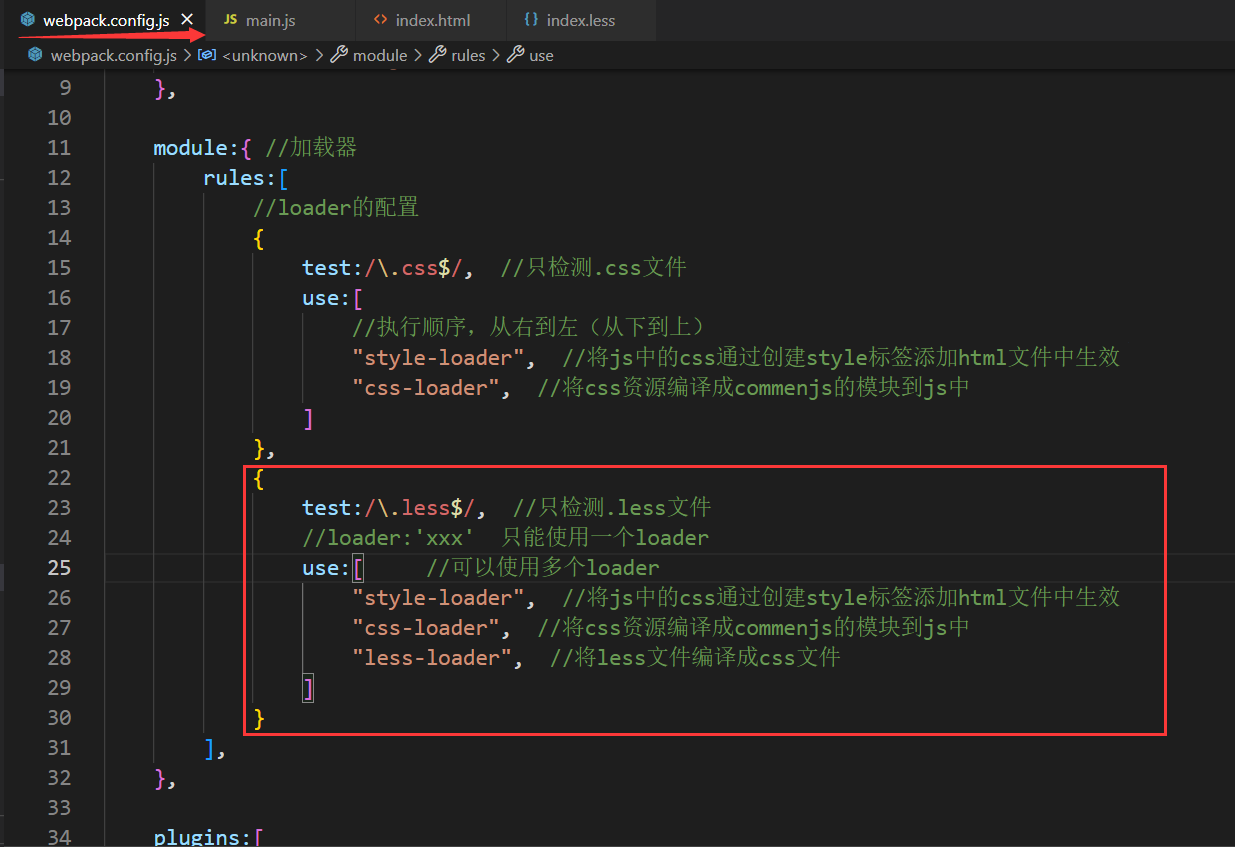 webpack.config.js JS main.js <> index.html {} index.less
webpack.config.js > <unknown> > module > rules > use
9 },
10
11 module:{ //加载器
12 rules:[
13 //loader的配置
14 {
15 test:/\.css$/, //只检测.css文件
16 use:[
17 //执行顺序，从右到左（从下到上）
18 "style-loader", //将js中的css通过创建style标签添加html文件中生效
19 "css-loader", //将css资源编译成commenjs的模块到js中
20 ]
21 },
22 {
23 test:/\.less$/, //只检测.less文件
24 //loader:'xxx' 只能使用一个loader
25 use:[ //可以使用多个loader
26 "style-loader", //将js中的css通过创建style标签添加html文件中生效
27 "css-loader", //将css资源编译成commenjs的模块到js中
28 "less-loader", //将less文件编译成css文件
29 ]
30 }
31 ],
32 },
33
34 plugins:[